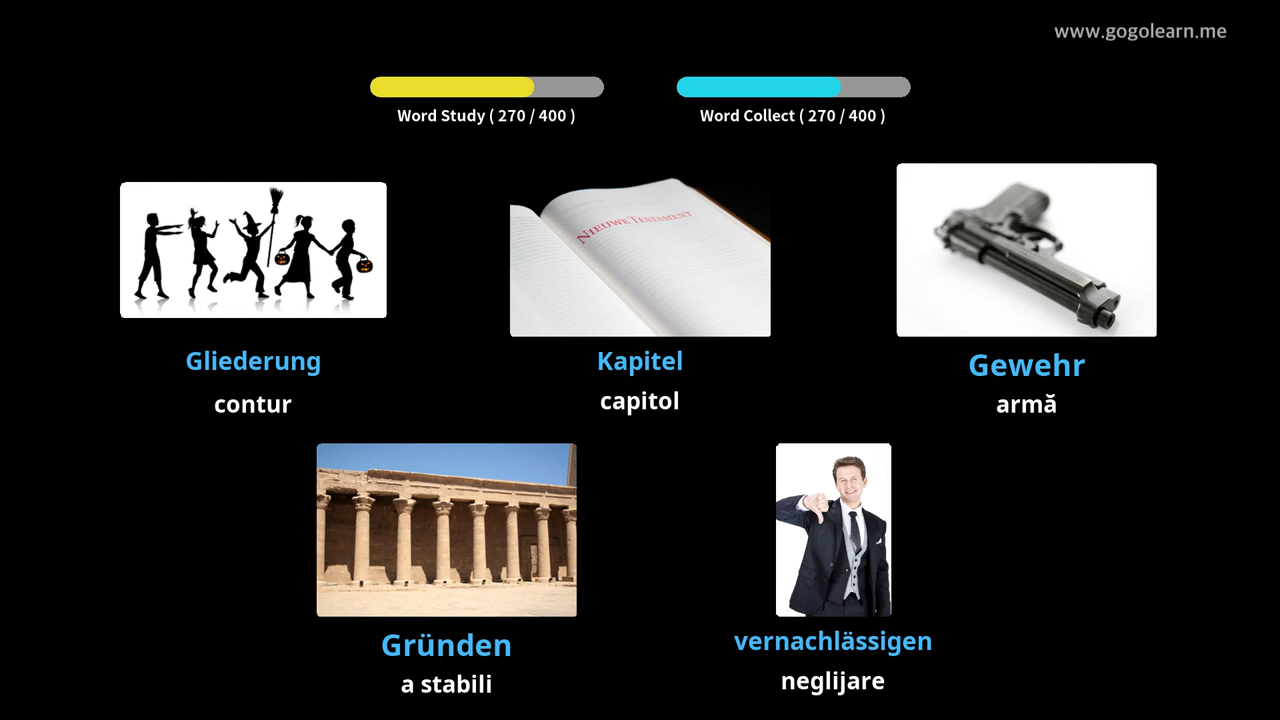 www.gogolearn.me
Word Study ( 270 / 400 )
Word Collect ( 270 / 400 )
NIEUWE TESTAMENT
Gliederung
Kapitel
Gewehr
contur
capitol
armă
Gründen
vernachlässigen
a stabili
neglijare